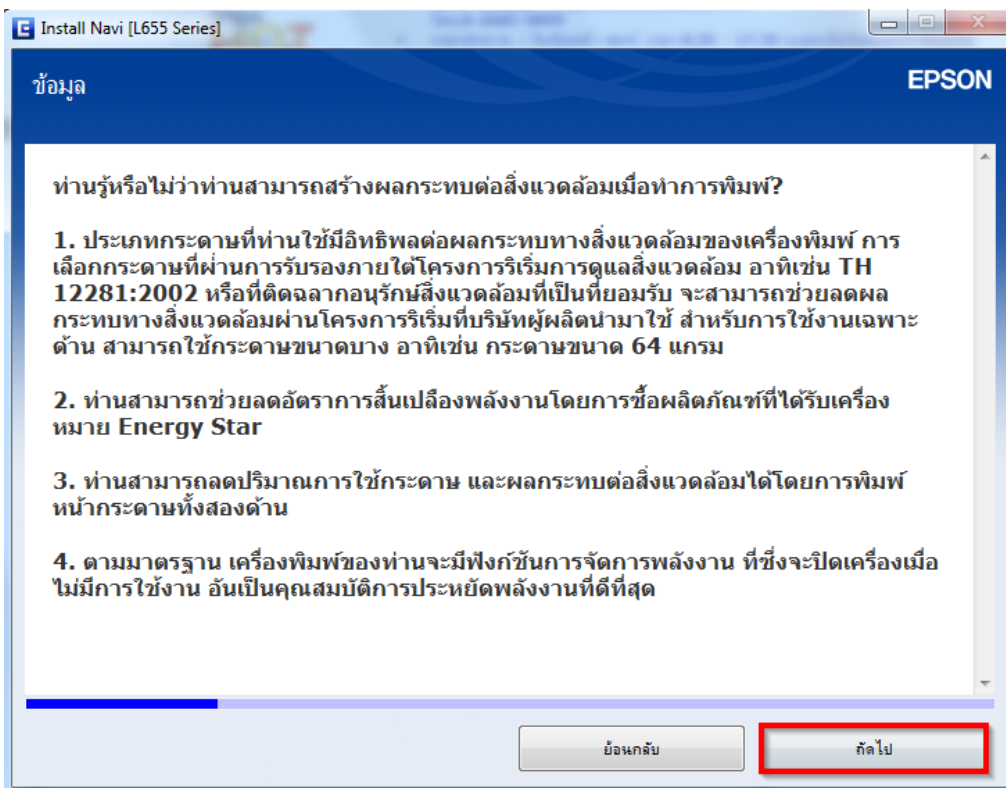 Install Navi [L655 Series]
ข้อมูล
EPSON
ท่านรู้หรือไม่ว่าท่านสามารถสร้างผลกระทบต่อสิ่งแวดล้อมเมื่อทำการพิมพ์?
1. ประเภทกระดาษที่ท่านใช้มีอิทธิพลต่อผลกระทบทางสิ่งแวดล้อมของเครื่องพิมพ์ การ
เลือกกระดาษที่ผ่านการรับรองภายใต้โครงการริเริ่มการดูแลสิ่งแวดล้อม อาทิเช่น TH
12281:2002 หรือที่ติดฉลากอนุรักษ์สิ่งแวดล้อมที่เป็นที่ยอมรับ จะสามารถช่วยลดผล
กระทบทางสิ่งแวดล้อมผ่านโครงการริเริ่มที่บริษัทผู้ผลิตนำมาใช้ สำหรับการใช้งานเฉพาะ
ด้าน สามารถใช้กระดาษขนาดบาง อาทิเช่น กระดาษขนาด 64 แกรม
2. ท่านสามารถช่วยลดอัตราการสิ้นเปลืองพลังงานโดยการซื้อผลิตภัณฑ์ที่ได้รับเครื่อง
หมาย Energy Star
3. ท่านสามารถลดปริมาณการใช้กระดาษ และผลกระทบต่อสิ่งแวดล้อมได้โดยการพิมพ์
หน้ากระดาษทั้งสองด้าน
4. ตามมาตรฐาน เครื่องพิมพ์ของท่านจะมีฟังก์ชันการจัดการพลังงาน ที่ซึ่งจะปิดเครื่องเมื่อ
ไม่มีการใช้งาน อันเป็นคุณสมบัติการประหยัดพลังงานที่ดีที่สุด
ย้อนกลับ
ถัดไป